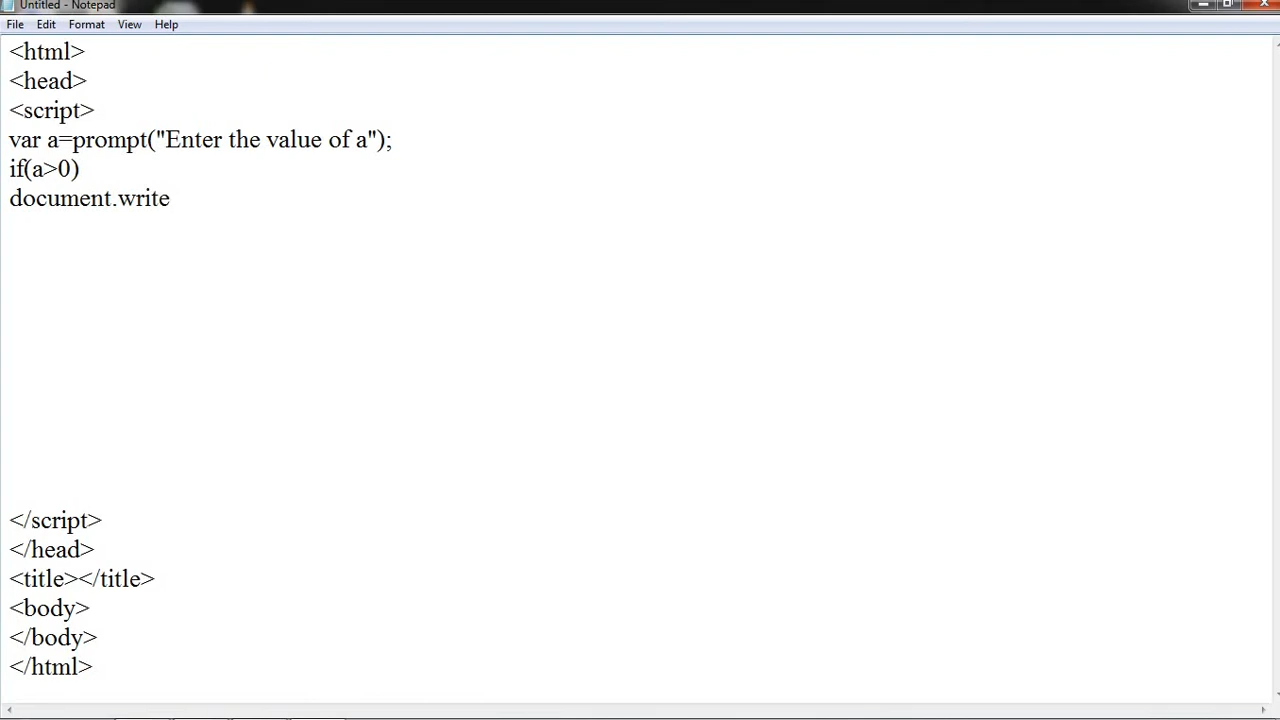 Untitled - Notepad
File Edit Format View Help
<html>
<head>
<script>
var a=prompt("Enter the value of a");
if(a>0)
document.write
</script>
</head>
<title></title>
<body>
</body>
</html>